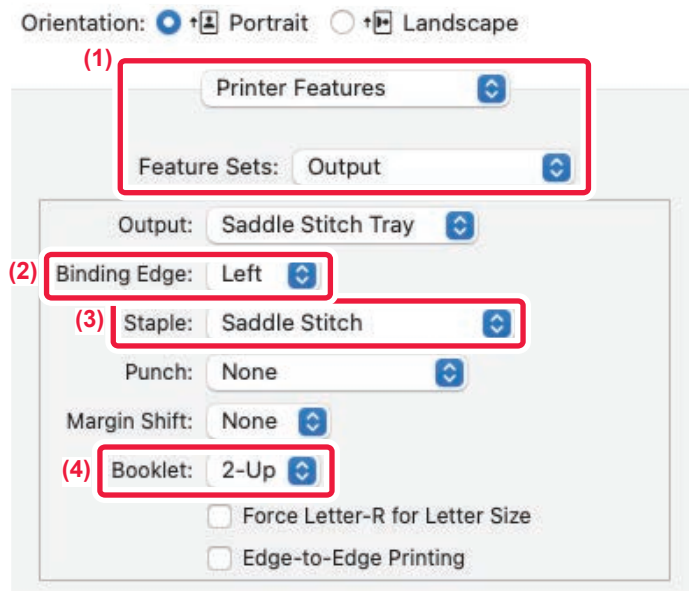 Orientation: Portrait Landscape
(1)
Printer Features
Feature Sets: Output
Output: Saddle Stitch Tray
(2) Binding Edge: Left
(3) Staple: Saddle Stitch
Punch: None
Margin Shift: None
(4) Booklet: 2-Up
Force Letter-R for Letter Size
Edge-to-Edge Printing